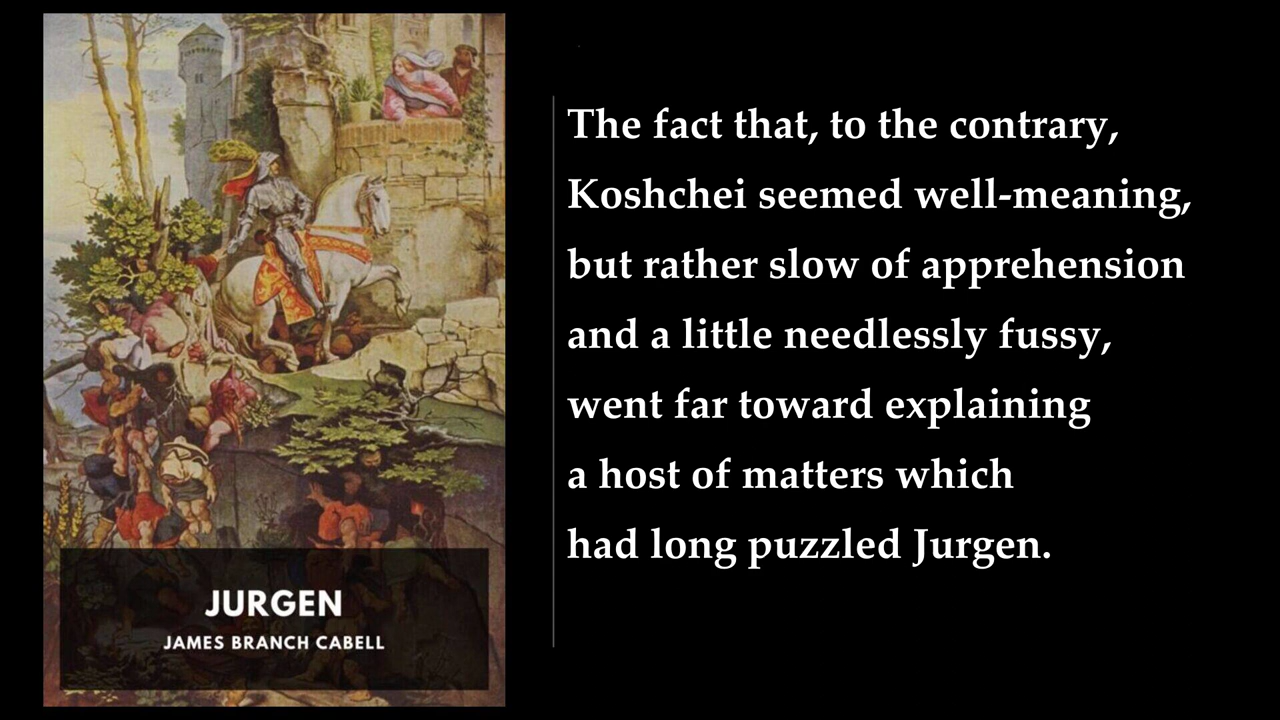 The fact that, to the contrary,
Koshchei seemed well-meaning,
but rather slow of apprehension
and a little needlessly fussy,
went far toward explaining
a host of matters which
had long puzzled Jurgen.
JURGEN
JAMES BRANCH CABELL